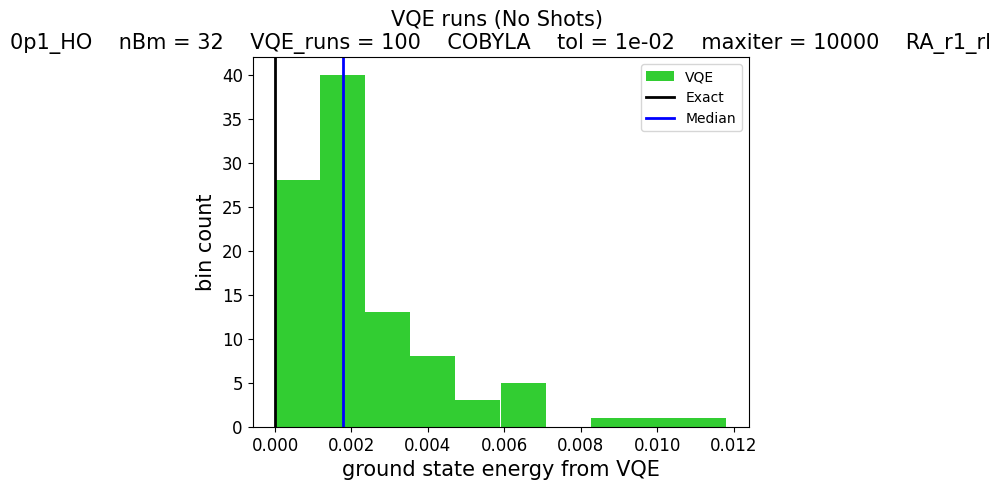 VQE runs (No Shots)
0p1_HO    nBm = 32    VQE_runs = 100    COBYLA    tol = 1e-02    maxiter = 10000    RA_r1_rl
VQE
Exact
Median
40
35
30
25
20
15
10
5
0
bin count
0.000 0.002 0.004 0.006 0.008 0.010 0.012
ground state energy from VQE